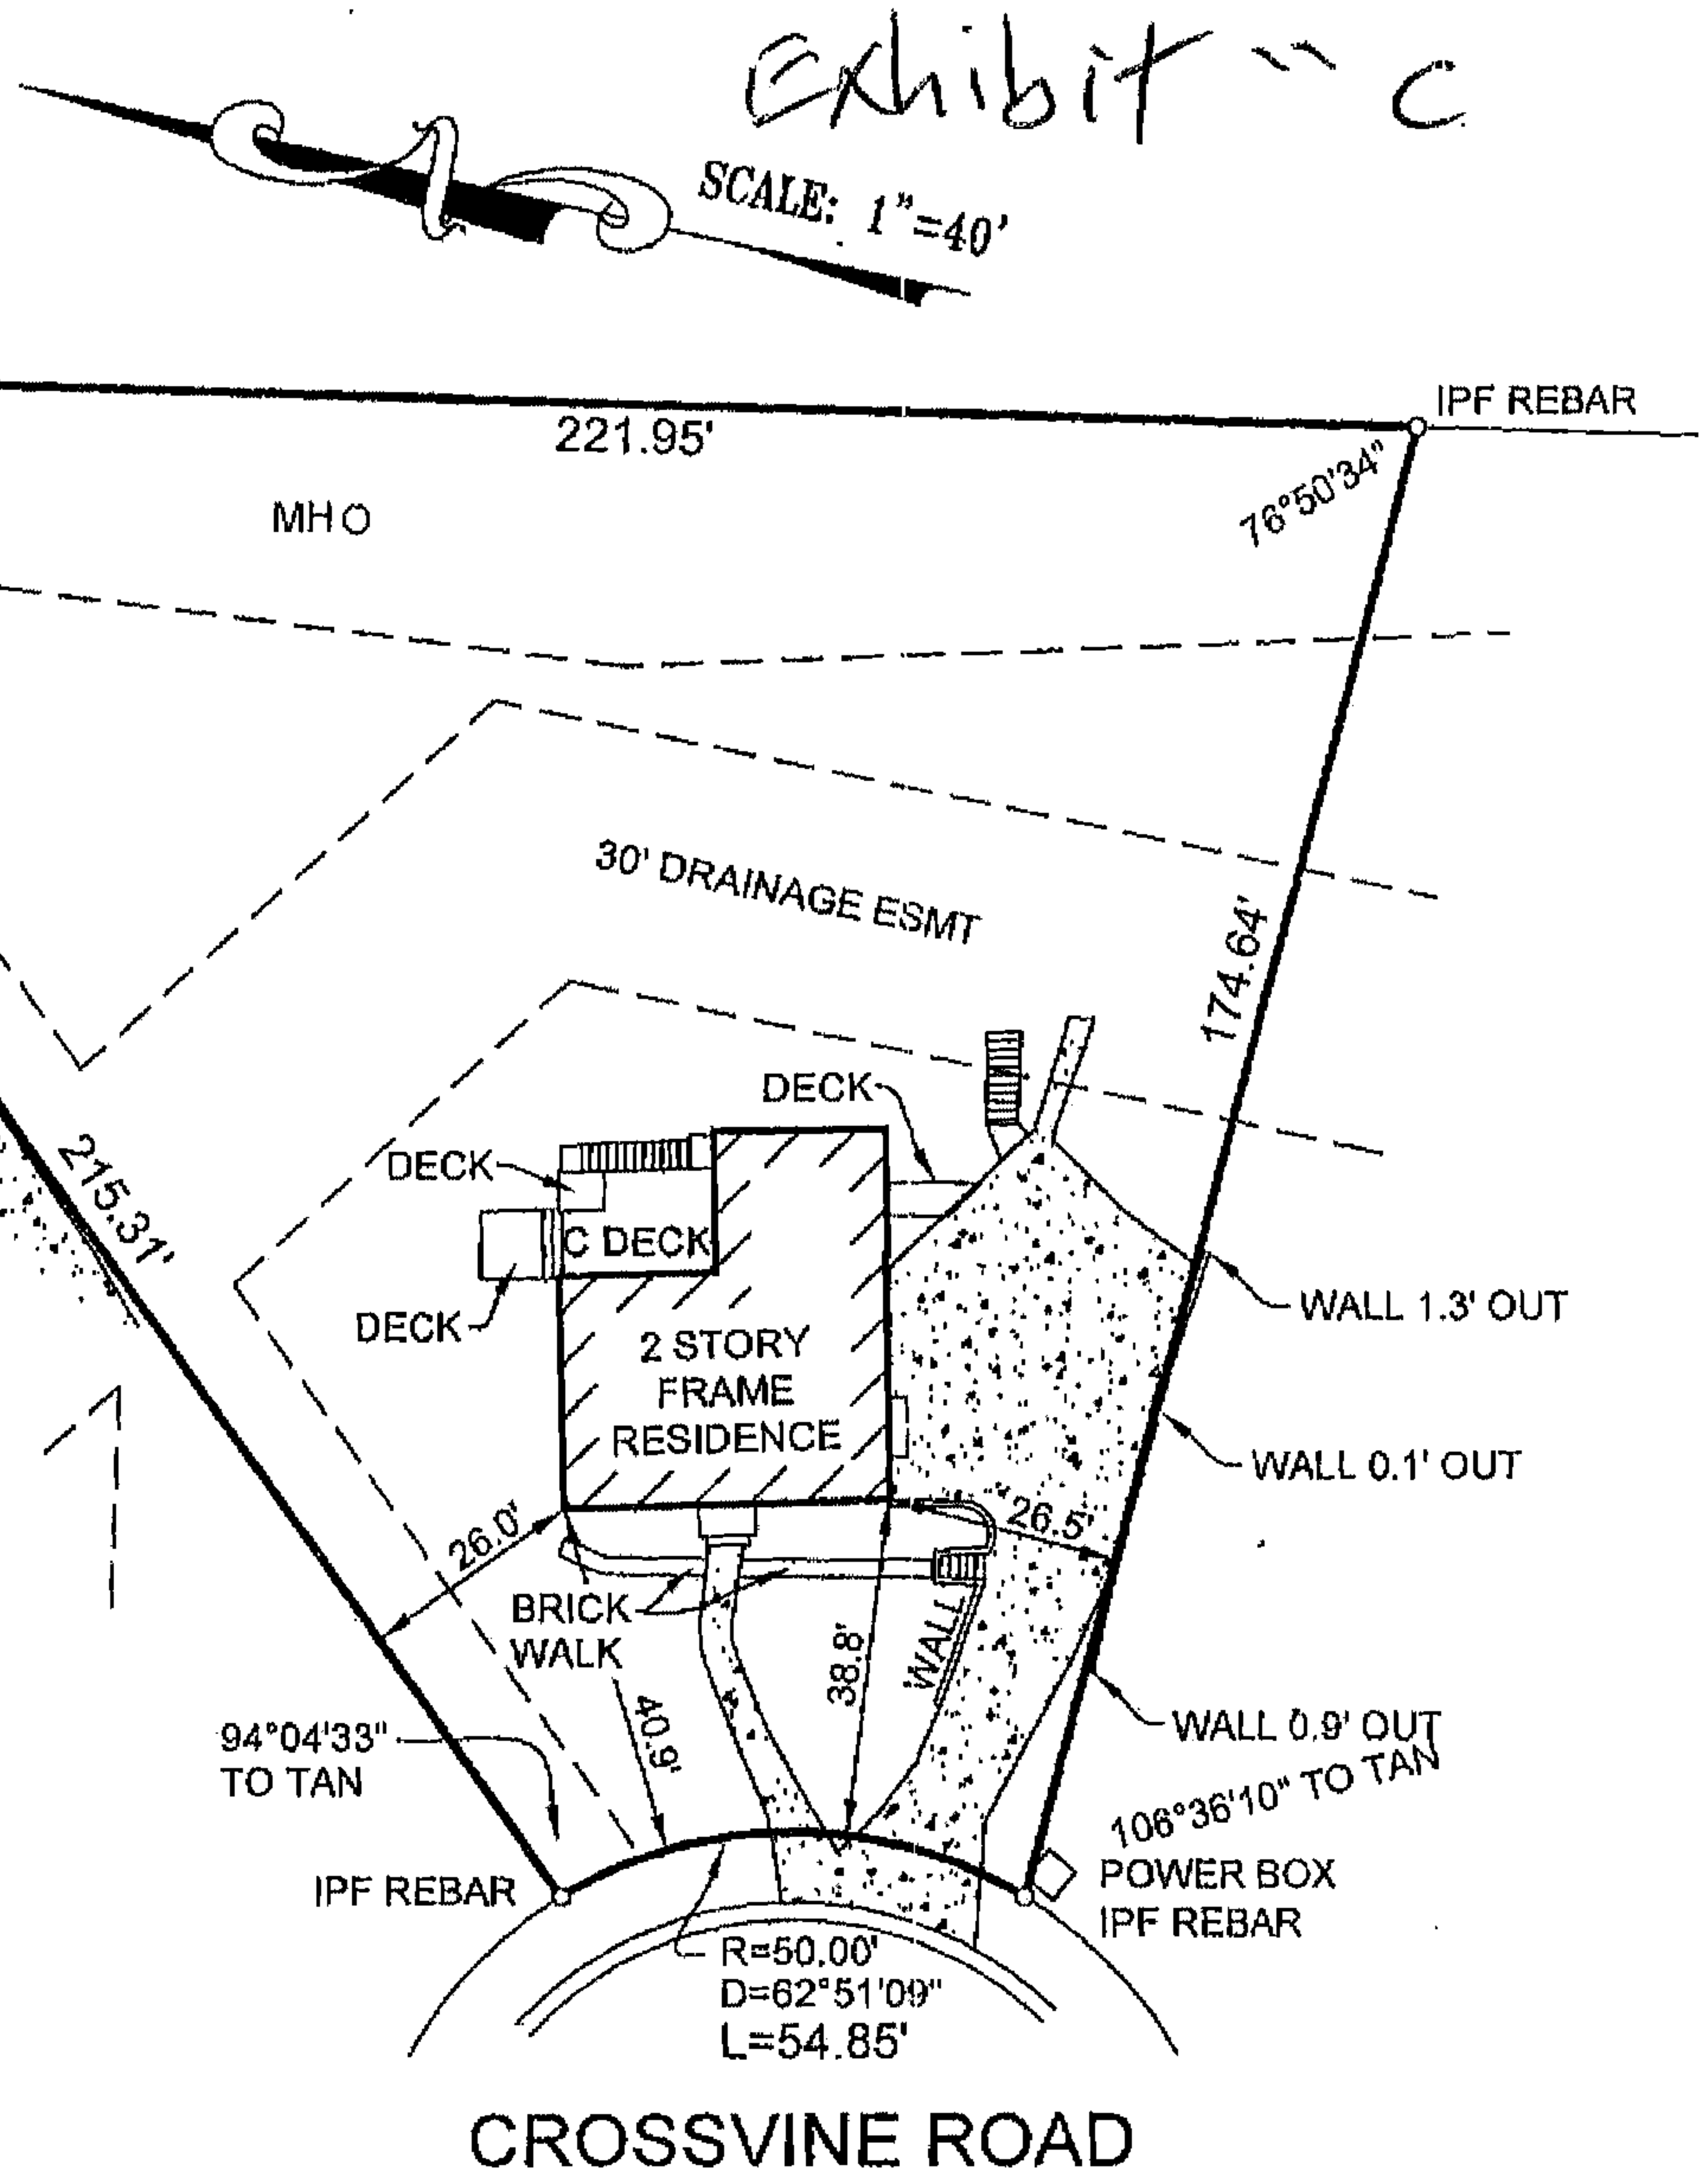 Exhibit " C
SCALE: 1"=40'
IPF REBAR
221.95'
76°50'34"
MHO
30' DRAINAGE ESMT
174.64'
DECK
DECK
215.31'
C DECK
DECK
WALL 1.3' OUT
2 STORY
FRAME
RESIDENCE
WALL 0.1' OUT
26.0'
26.5'
BRICK
WALK
38.8'
WALL
40.9'
94°04'33"
TO TAN
WALL 0.9' OUT
106°36'10" TO TAN
IPF REBAR
POWER BOX
IPF REBAR
R=50.00'
D=62°51'09"
L=54.85'
CROSSVINE ROAD